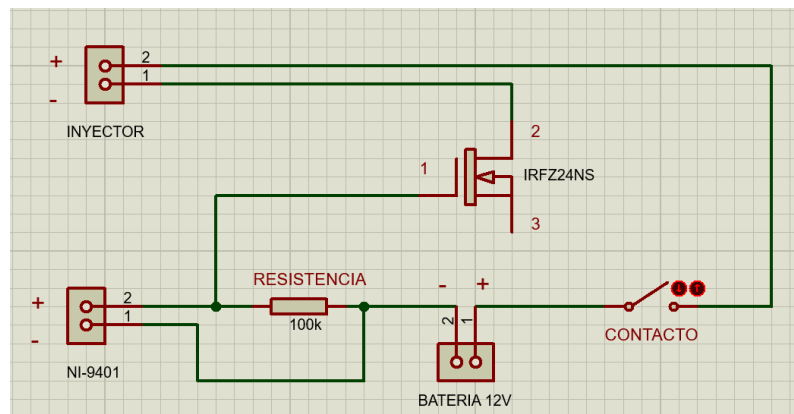 +
2
1
-
INYECTOR
2
1
IRFZ24NS
3
RESISTENCIA
-
+
+
2
1
100k
-
2
1
CONTACTO
NI-9401
BATERIA 12V